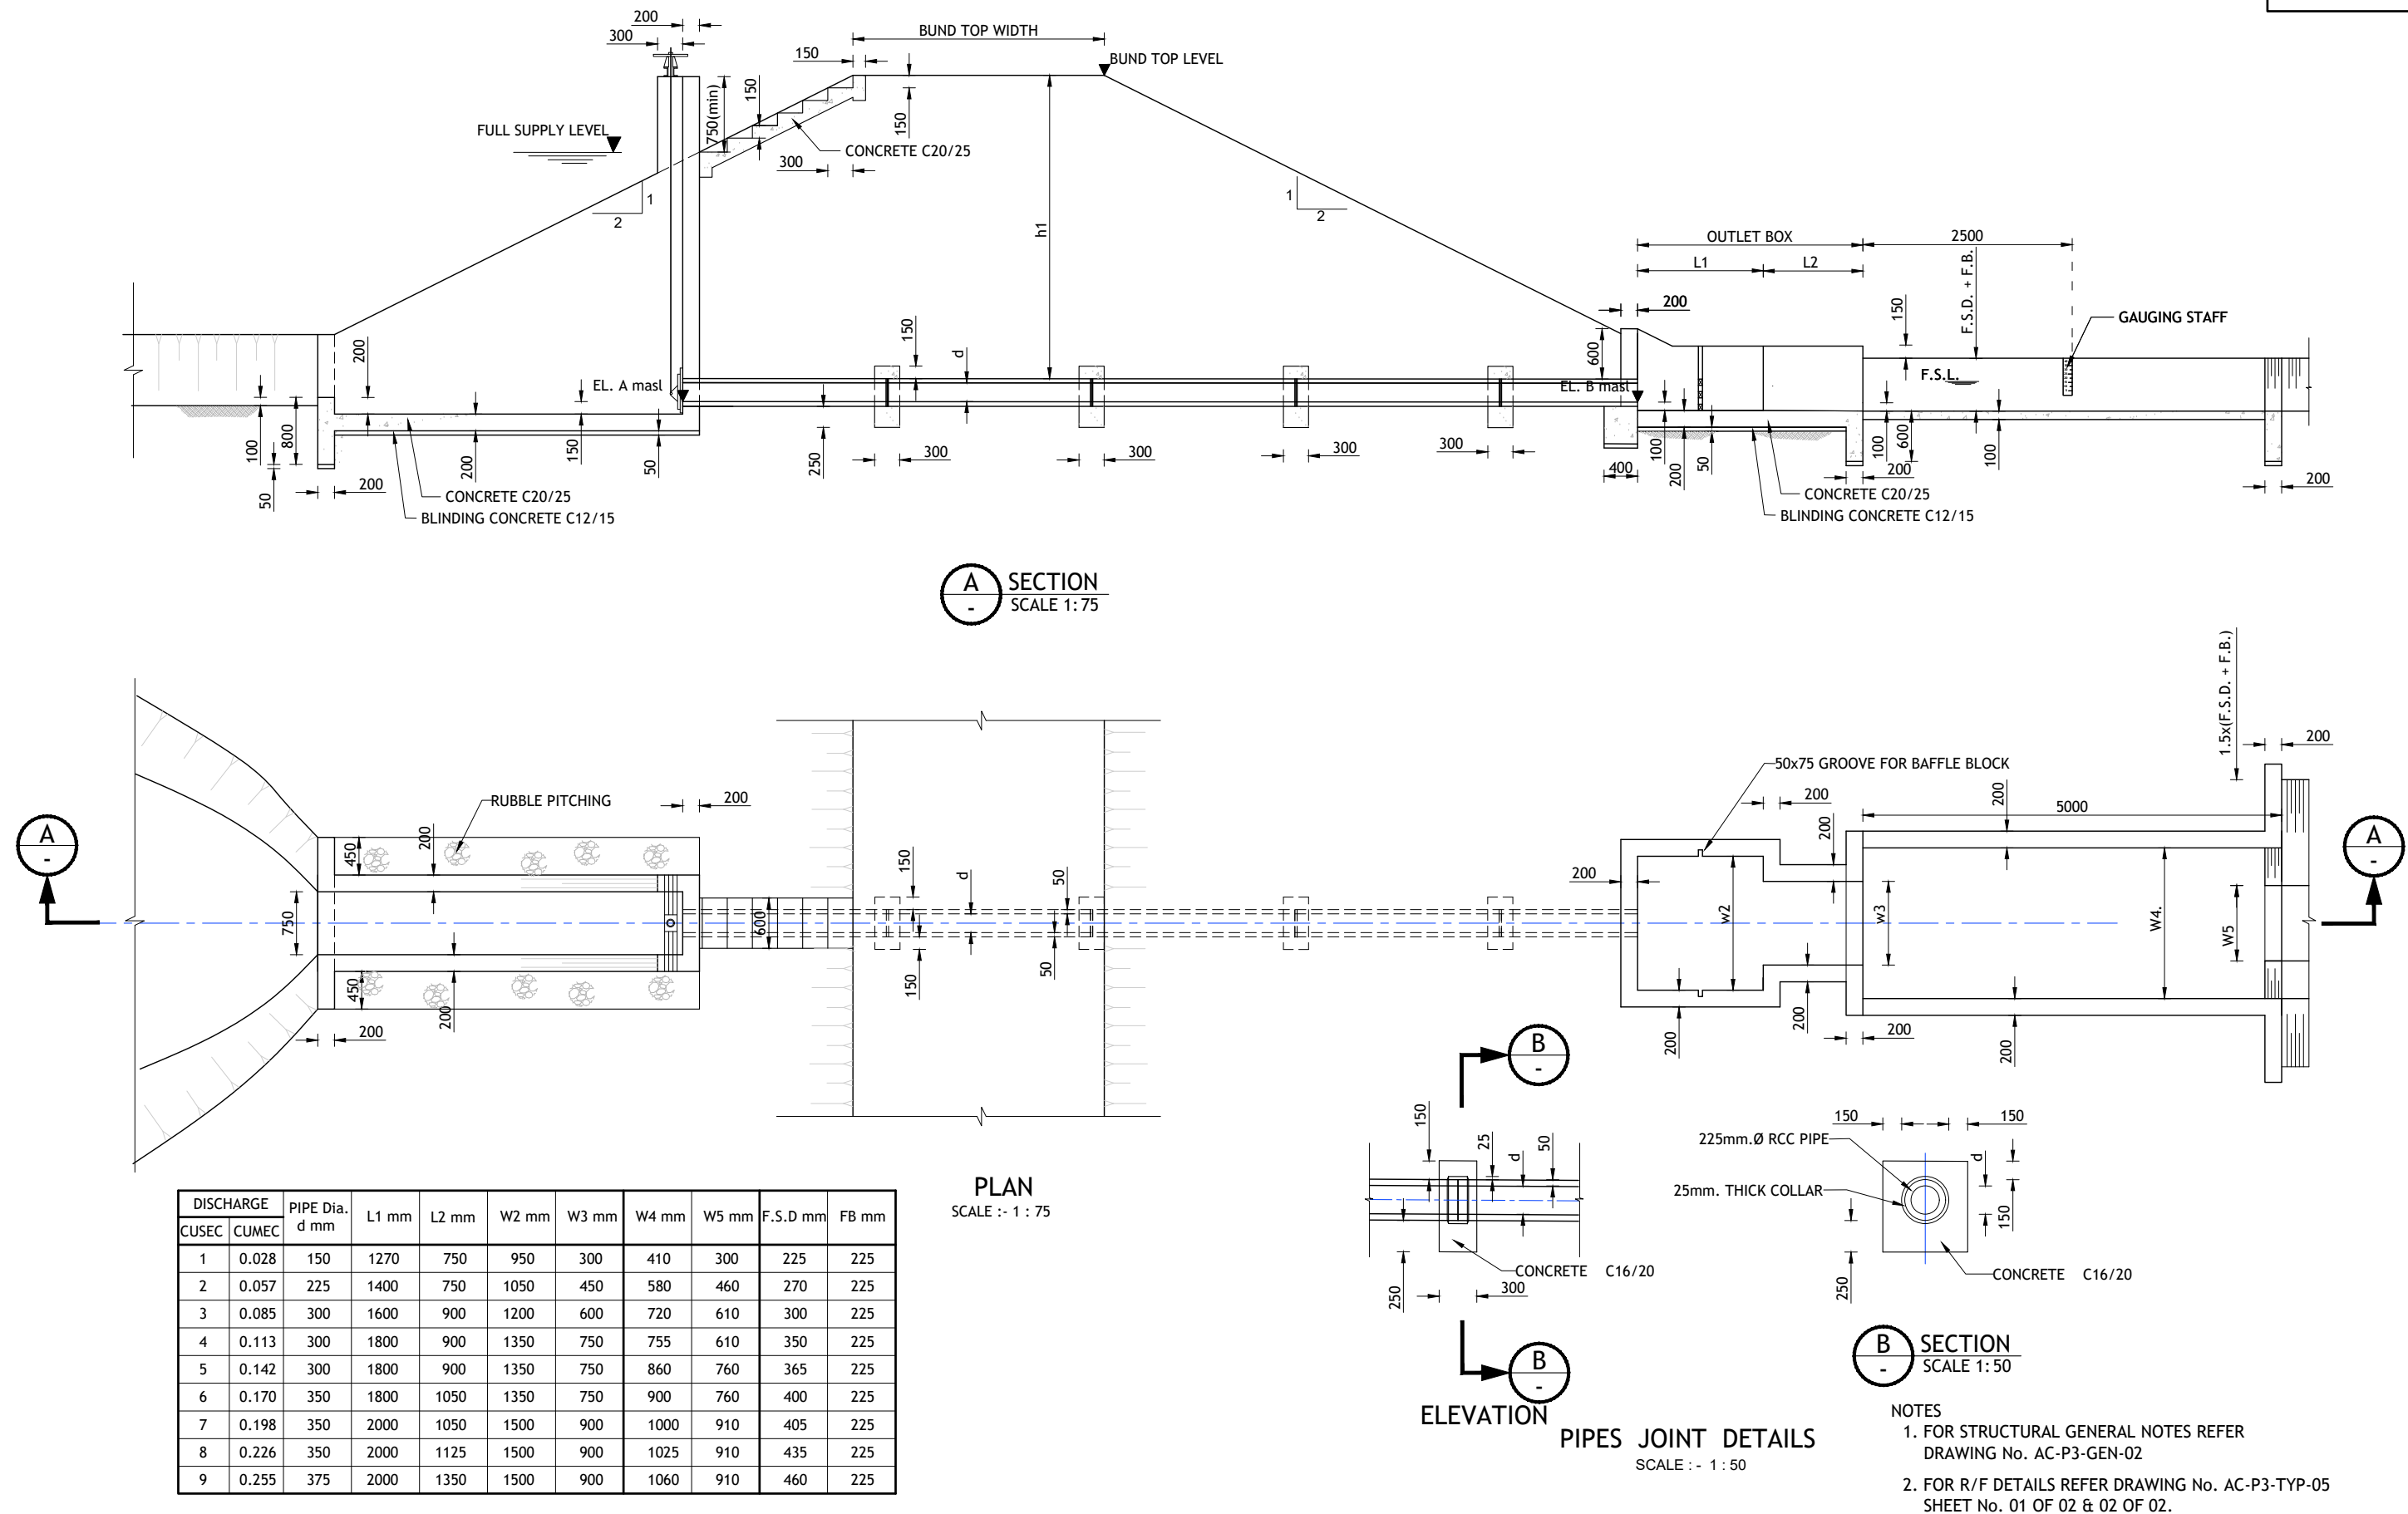 200
300
BUND TOP WIDTH
150
BUND TOP LEVEL
750(min)
150
150
FULL SUPPLY LEVEL
CONCRETE C20/25
300
1
2
1
2
h1
OUTLET BOX
2500
L1
L2
F.S.D. + F.B.
200
150
GAUGING STAFF
200
150
d
600
EL. A masl
EL. B masl
F.S.L.
100
800
50
200
200
150
50
250
300
300
300
300
400
100
200
50
100
600
200
100
200
CONCRETE C20/25
BLINDING CONCRETE C12/15
CONCRETE C20/25
BLINDING CONCRETE C12/15
A
-
SECTION
SCALE 1:75
1.5x(F.S.D. + F.B.)
200
50x75 GROOVE FOR BAFFLE BLOCK
RUBBLE PITCHING
200
200
200
5000
A
-
450
200
150
d
50
200
200
A
-
750
600
w2
w3
W4.
W5
450
200
200
150
50
200
200
200
200
B
-
150
25
d
50
250
300
CONCRETE C16/20
B
-
ELEVATION
150
150
225mm.Ø RCC PIPE
25mm. THICK COLLAR
d
150
250
CONCRETE C16/20
B
-
SECTION
SCALE 1:50
PIPES JOINT DETAILS
SCALE : - 1 : 50
PLAN
SCALE :- 1 : 75
DISCHARGE PIPE Dia. d mm L1 mm L2 mm W2 mm W3 mm W4 mm W5 mm F.S.D mm FB mm
CUSEC CUMEC
1 0.028 150 1270 750 950 300 410 300 225 225
2 0.057 225 1400 750 1050 450 580 460 270 225
3 0.085 300 1600 900 1200 600 720 610 300 225
4 0.113 300 1800 900 1350 750 755 610 350 225
5 0.142 300 1800 900 1350 750 860 760 365 225
6 0.170 350 1800 1050 1350 750 900 760 400 225
7 0.198 350 2000 1050 1500 900 1000 910 405 225
8 0.226 350 2000 1125 1500 900 1025 910 435 225
9 0.255 375 2000 1350 1500 900 1060 910 460 225
NOTES
1. FOR STRUCTURAL GENERAL NOTES REFER
DRAWING No. AC-P3-GEN-02
2. FOR R/F DETAILS REFER DRAWING No. AC-P3-TYP-05
SHEET No. 01 OF 02 & 02 OF 02.